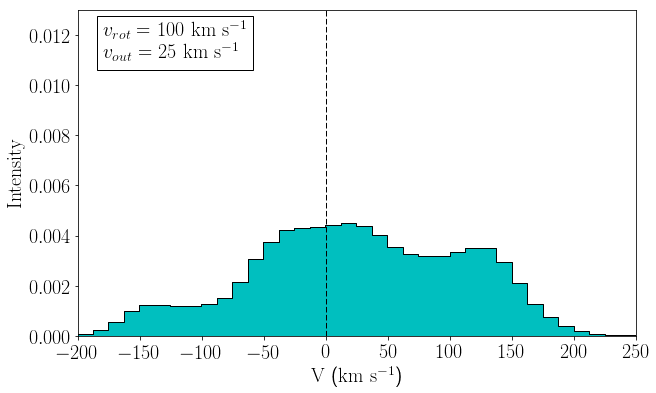 v_rot = 100 km s⁻¹
v_out = 25 km s⁻¹
0.012
0.010
0.008
0.006
0.004
0.002
0.000
Intensity
−200 −150 −100 −50 0 50 100 150 200 250
V (km s⁻¹)